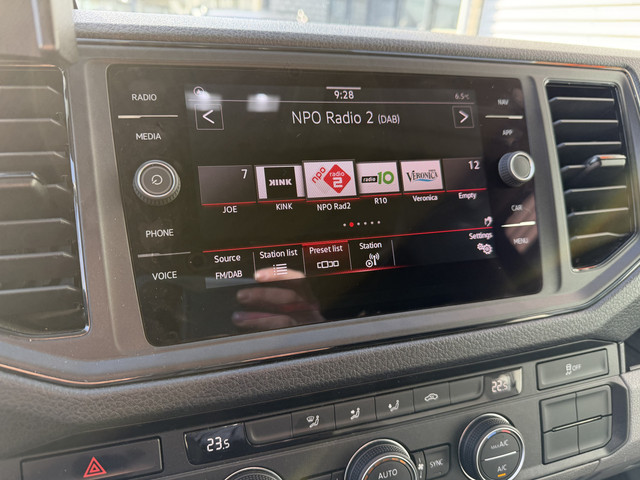 RADIO
MEDIA
PHONE
VOICE
9:28
6.5°C
NPO Radio 2 (DAB)
7
KINK
npo radio 2
radio 10
VERONICA
12
JOE
KINK
NPO Rad2
R10
Veronica
Empty
Settings
Source
FM/DAB
Station list
Preset list
Station
NAV
APP
CAR
MENU
23.5
22.5
OFF
AUTO
SYNC
MAX A/C
A/C